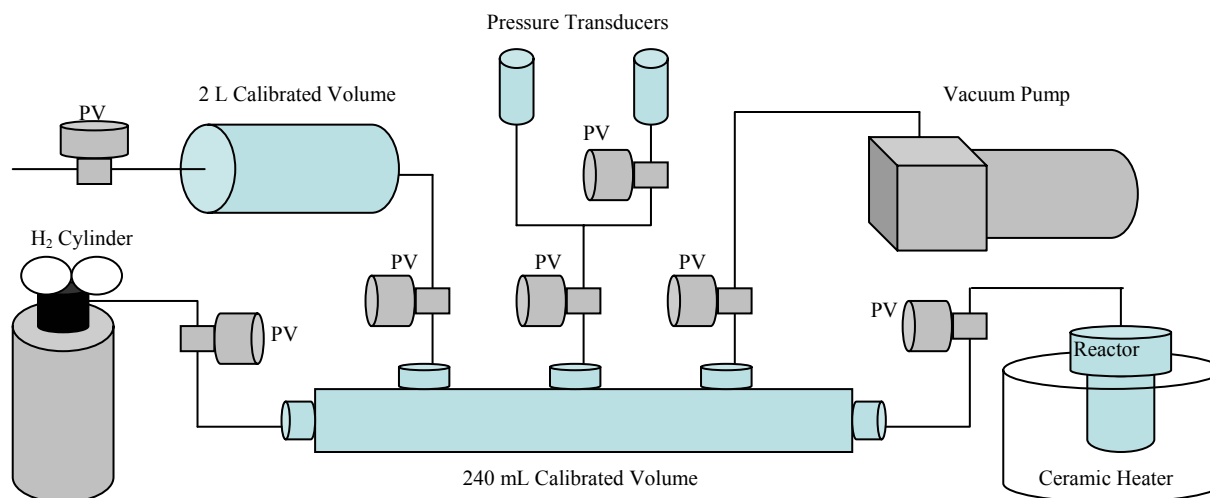 Pressure Transducers
2 L Calibrated Volume
Vacuum Pump
PV
PV
H₂ Cylinder
PV
PV
PV
PV
PV
Reactor
240 mL Calibrated Volume
Ceramic Heater